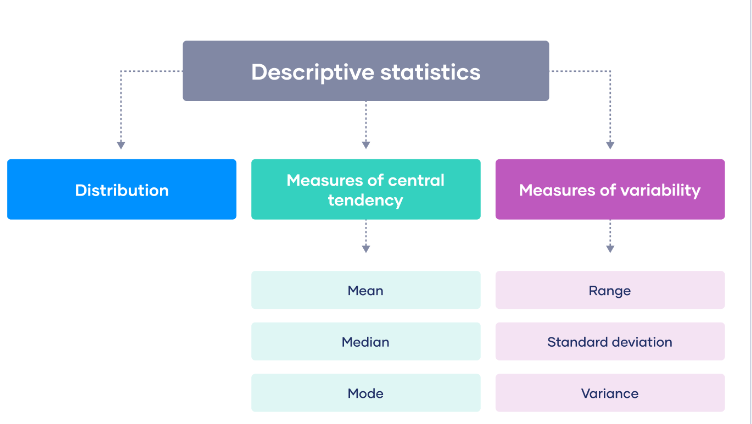 Descriptive statistics
Distribution
Measures of central
tendency
Measures of variability
Mean
Range
Median
Standard deviation
Mode
Variance